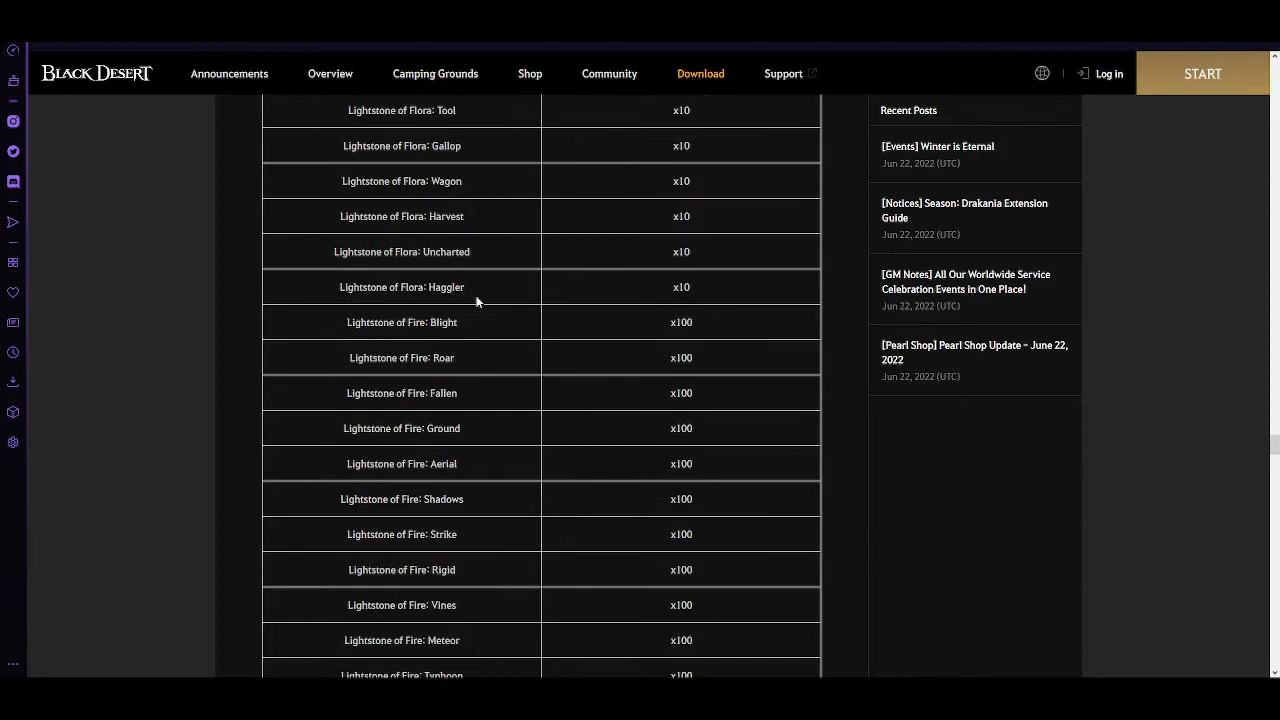 BLACK DESERT
Announcements
Overview
Camping Grounds
Shop
Community
Download
Support
Log in
START
Lightstone of Flora: Tool x10
Lightstone of Flora: Gallop x10
Lightstone of Flora: Wagon x10
Lightstone of Flora: Harvest x10
Lightstone of Flora: Uncharted x10
Lightstone of Flora: Haggler x10
Lightstone of Fire: Blight x100
Lightstone of Fire: Roar x100
Lightstone of Fire: Fallen x100
Lightstone of Fire: Ground x100
Lightstone of Fire: Aerial x100
Lightstone of Fire: Shadows x100
Lightstone of Fire: Strike x100
Lightstone of Fire: Rigid x100
Lightstone of Fire: Vines x100
Lightstone of Fire: Meteor x100
Lightstone of Fire: Typhoon x100
Recent Posts
[Events] Winter is Eternal
Jun 22, 2022 (UTC)
[Notices] Season: Drakania Extension
Guide
Jun 22, 2022 (UTC)
[GM Notes] All Our Worldwide Service
Celebration Events in One Place!
Jun 22, 2022 (UTC)
[Pearl Shop] Pearl Shop Update - June 22,
2022
Jun 22, 2022 (UTC)